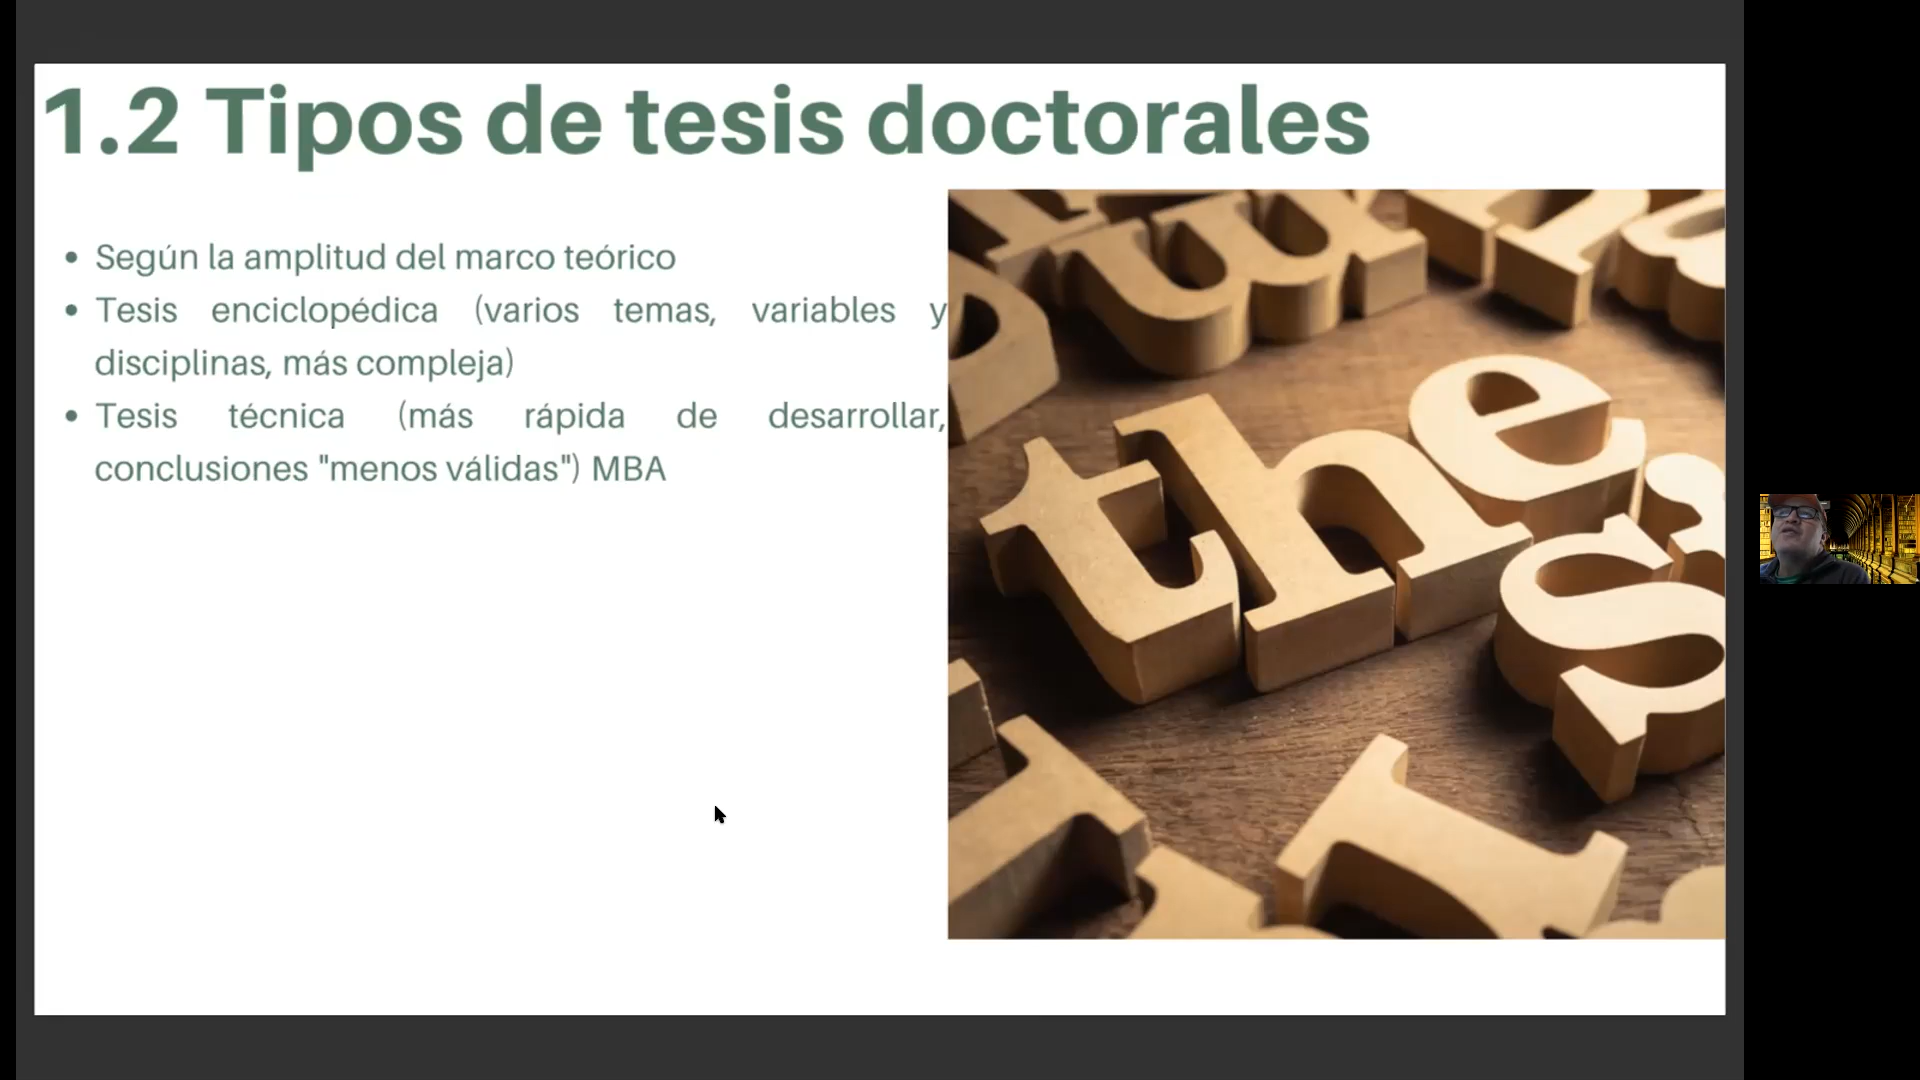 1.2 Tipos de tesis doctorales
• Según la amplitud del marco teórico
• Tesis enciclopédica (varios temas, variables y
disciplinas, más compleja)
• Tesis técnica (más rápida de desarrollar,
conclusiones "menos válidas") MBA
the
s